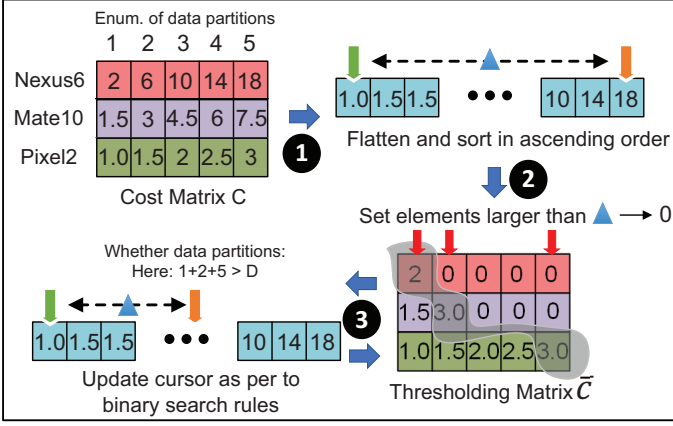 Enum. of data partitions
1 2 3 4 5
Nexus6 2 6 10 14 18
Mate10 1.5 3 4.5 6 7.5
Pixel2 1.0 1.5 2 2.5 3
Cost Matrix C
1
1.0 1.5 1.5 ••• 10 14 18
Flatten and sort in ascending order
2
Set elements larger than → 0
2 0 0 0 0
1.5 3.0 0 0 0
1.0 1.5 2.0 2.5 3.0
Thresholding Matrix C̄
3
Whether data partitions:
Here: 1+2+5 > D
1.0 1.5 1.5 ••• 10 14 18
Update cursor as per to
binary search rules